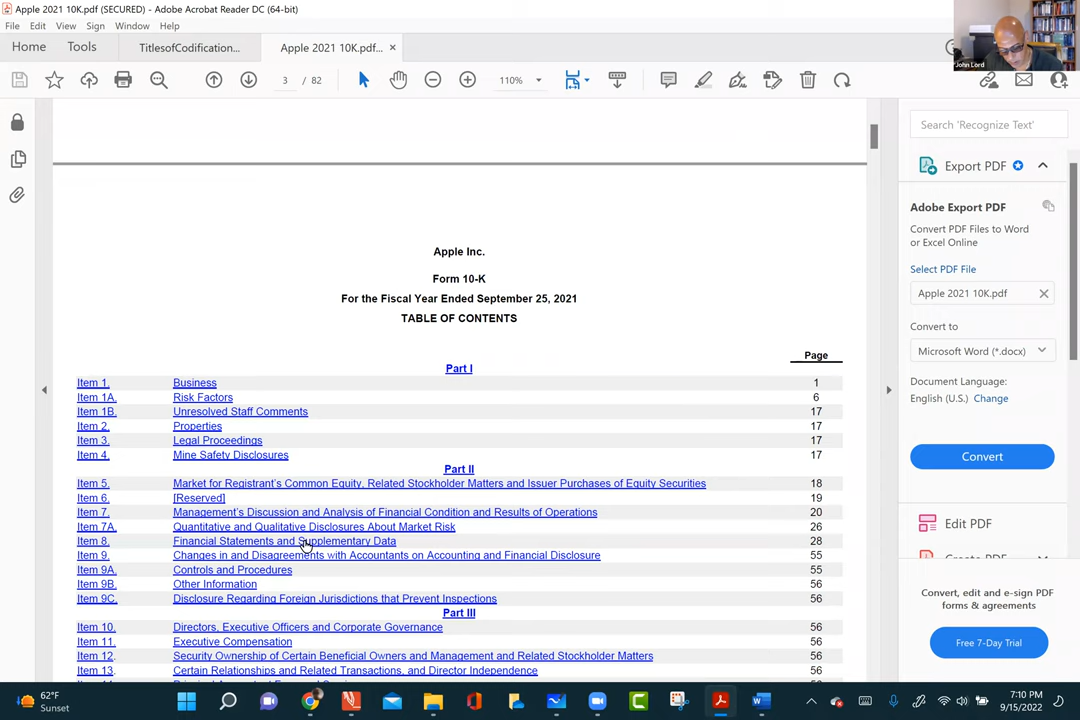 Apple 2021 10K.pdf (SECURED) - Adobe Acrobat Reader DC (64-bit)
File Edit View Sign Window Help
Home Tools TitlesofCodification... Apple 2021 10K.pdf... ×
3 / 82 110%
John Lord
Search 'Recognize Text'
Export PDF
Adobe Export PDF
Convert PDF Files to Word
or Excel Online
Select PDF File
Apple 2021 10K.pdf
Convert to
Microsoft Word (*.docx)
Document Language:
English (U.S.) Change
Convert
Edit PDF
Create PDF
Convert, edit and e-sign PDF
forms & agreements
Free 7-Day Trial
Apple Inc.
Form 10-K
For the Fiscal Year Ended September 25, 2021
TABLE OF CONTENTS
Page
Part I
Item 1. Business 1
Item 1A. Risk Factors 6
Item 1B. Unresolved Staff Comments 17
Item 2. Properties 17
Item 3. Legal Proceedings 17
Item 4. Mine Safety Disclosures 17
Part II
Item 5. Market for Registrant's Common Equity, Related Stockholder Matters and Issuer Purchases of Equity Securities 18
Item 6. [Reserved] 19
Item 7. Management's Discussion and Analysis of Financial Condition and Results of Operations 20
Item 7A. Quantitative and Qualitative Disclosures About Market Risk 26
Item 8. Financial Statements and Supplementary Data 28
Item 9. Changes in and Disagreements with Accountants on Accounting and Financial Disclosure 55
Item 9A. Controls and Procedures 55
Item 9B. Other Information 56
Item 9C. Disclosure Regarding Foreign Jurisdictions that Prevent Inspections 56
Part III
Item 10. Directors, Executive Officers and Corporate Governance 56
Item 11. Executive Compensation 56
Item 12. Security Ownership of Certain Beneficial Owners and Management and Related Stockholder Matters 56
Item 13. Certain Relationships and Related Transactions, and Director Independence 56
62°F
Sunset
7:10 PM
9/15/2022